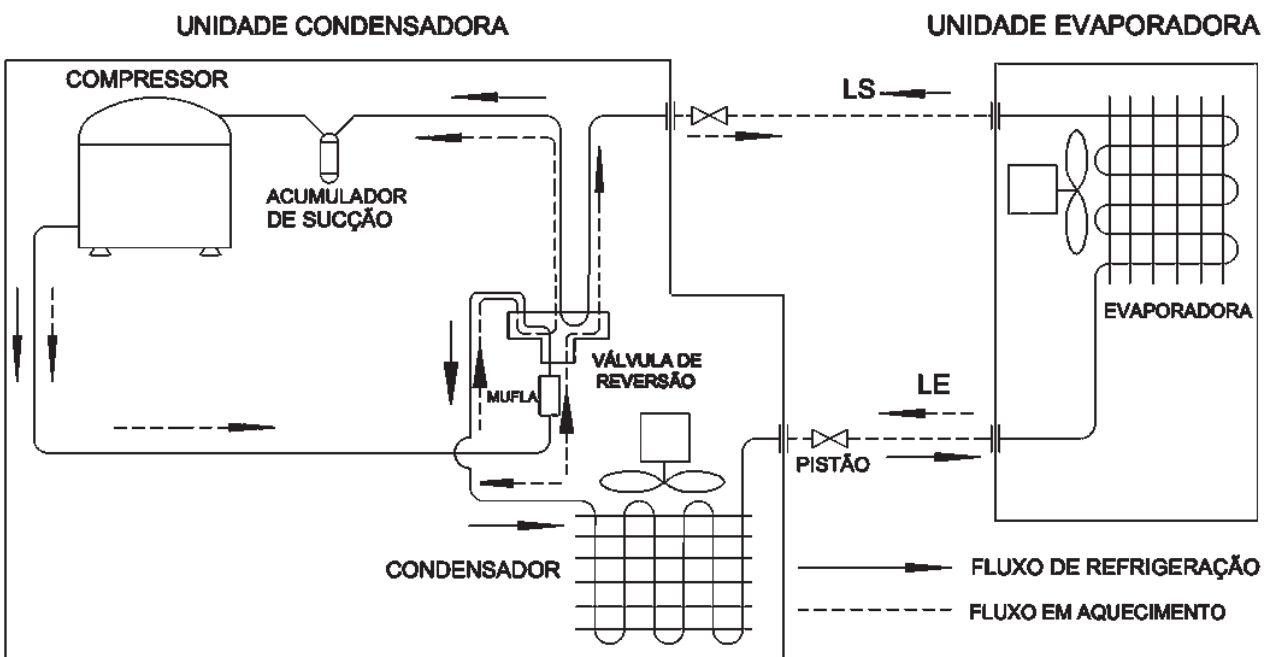 UNIDADE CONDENSADORA
UNIDADE EVAPORADORA
COMPRESSOR
LS
ACUMULADOR
DE SUCÇÃO
EVAPORADORA
VÁLVULA DE
REVERSÃO
MUFLA
LE
PISTÃO
CONDENSADOR
FLUXO DE REFRIGERAÇÃO
FLUXO EM AQUECIMENTO